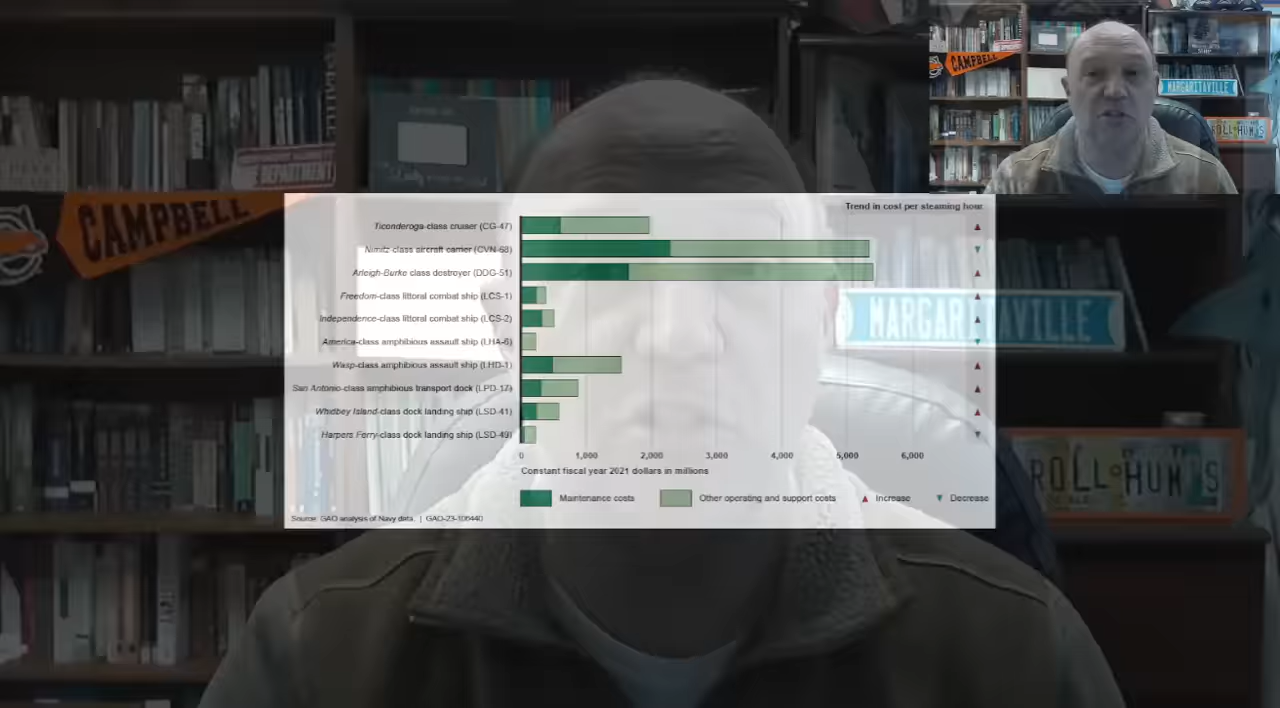 CAMPBELL
MARGARITAVILLE
ROLL HUM S
DEPARTMENT
CAMPBELL
Trend in cost per steaming hour
Ticonderoga-class cruiser (CG-47)
Nimitz-class aircraft carrier (CVN-68)
Arleigh-Burke class destroyer (DDG-51)
Freedom-class littoral combat ship (LCS-1)
Independence-class littoral combat ship (LCS-2)
America-class amphibious assault ship (LHA-6)
Wasp-class amphibious assault ship (LHD-1)
San Antonio-class amphibious transport dock (LPD-17)
Whidbey Island-class dock landing ship (LSD-41)
Harpers Ferry-class dock landing ship (LSD-49)
MARGARITAVILLE
0 1,000 2,000 3,000 4,000 5,000 6,000
Constant fiscal year 2021 dollars in millions
Maintenance costs Other operating and support costs Increase Decrease
Source: GAO analysis of Navy data. | GAO-23-106440
ROLL HUM S